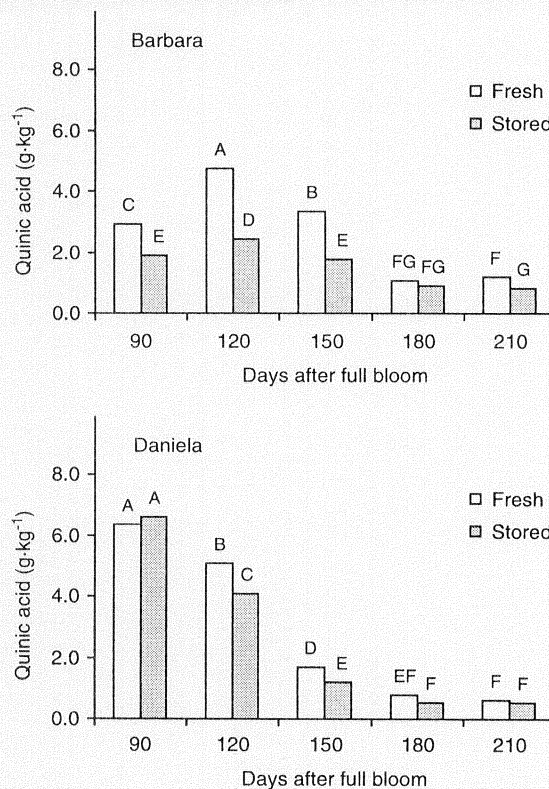 Barbara
Quinic acid (g·kg-1)
8.0
6.0
4.0
2.0
0.0
Fresh
Stored
C
E
A
D
B
E
FG FG
F
G
90 120 150 180 210
Days after full bloom
Daniela
Quinic acid (g·kg-1)
8.0
6.0
4.0
2.0
0.0
Fresh
Stored
A A
B
C
D
E
EF F
F F
90 120 150 180 210
Days after full bloom